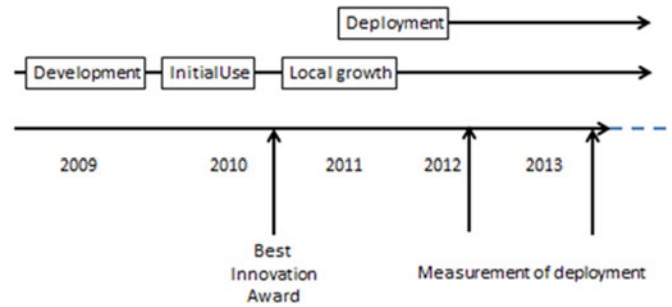 Deployment
Development InitialUse Local growth
2009 2010 2011 2012 2013
Best
Innovation
Award
Measurement of deployment